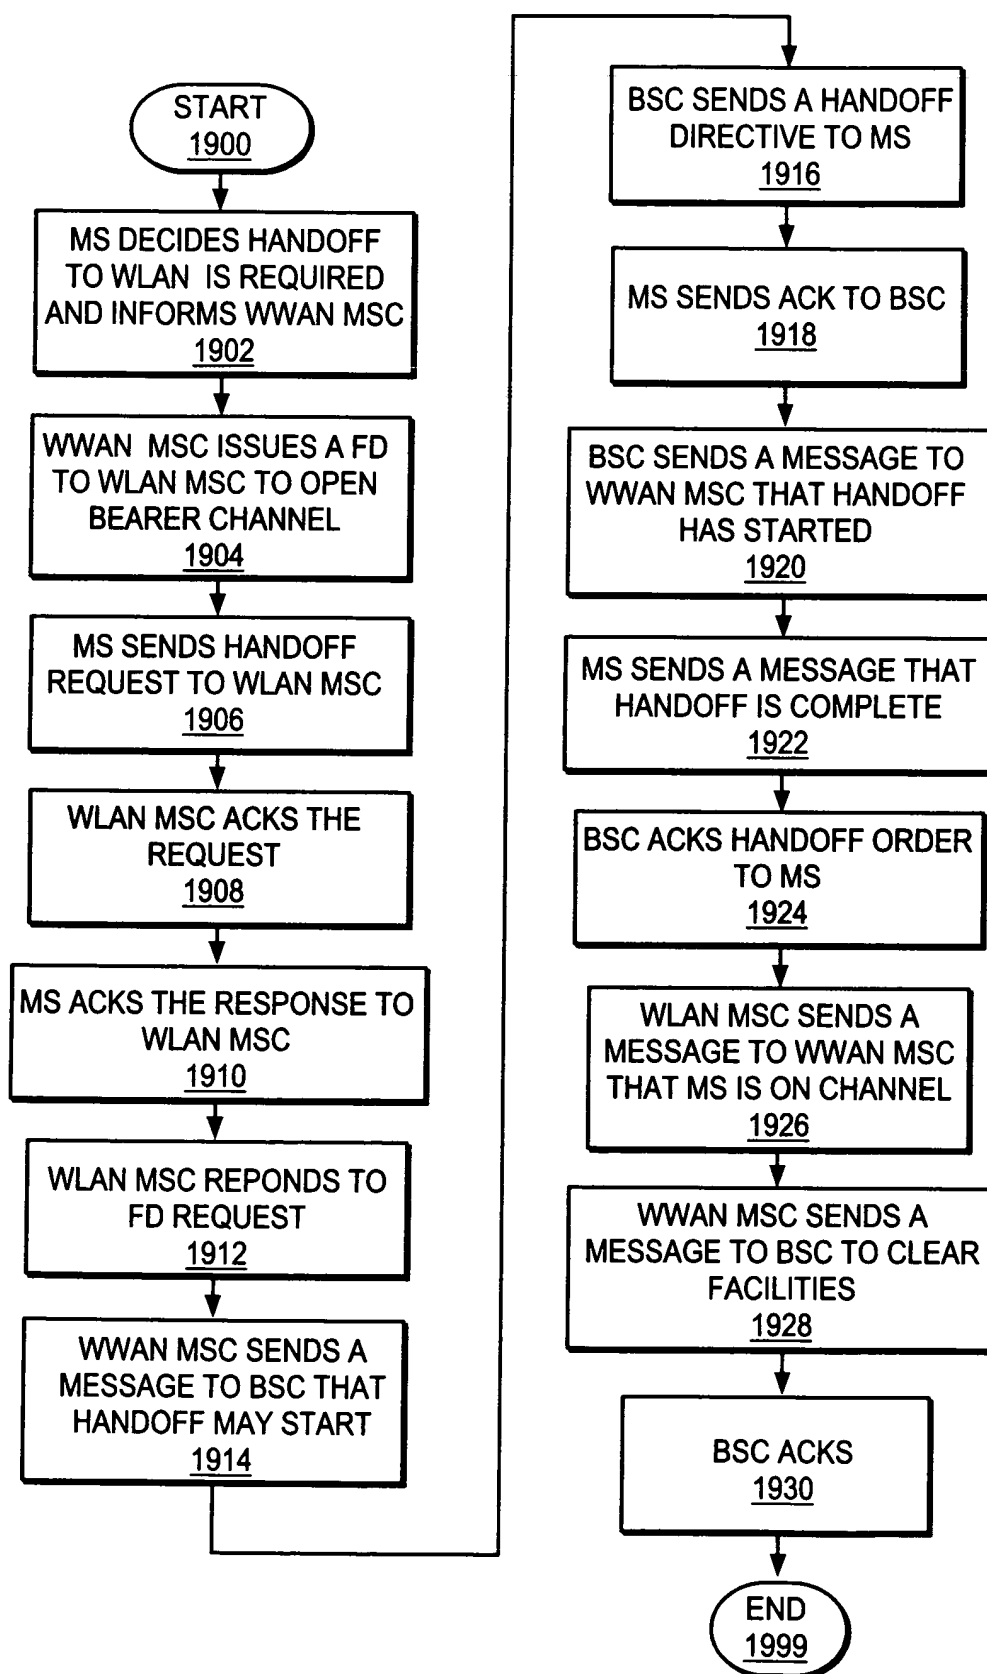 START
1900
MS DECIDES HANDOFF
TO WLAN IS REQUIRED
AND INFORMS WWAN MSC
1902
WWAN MSC ISSUES A FD
TO WLAN MSC TO OPEN
BEARER CHANNEL
1904
MS SENDS HANDOFF
REQUEST TO WLAN MSC
1906
WLAN MSC ACKS THE
REQUEST
1908
MS ACKS THE RESPONSE TO
WLAN MSC
1910
WLAN MSC REPONDS TO
FD REQUEST
1912
WWAN MSC SENDS A
MESSAGE TO BSC THAT
HANDOFF MAY START
1914
BSC SENDS A HANDOFF
DIRECTIVE TO MS
1916
MS SENDS ACK TO BSC
1918
BSC SENDS A MESSAGE TO
WWAN MSC THAT HANDOFF
HAS STARTED
1920
MS SENDS A MESSAGE THAT
HANDOFF IS COMPLETE
1922
BSC ACKS HANDOFF ORDER
TO MS
1924
WLAN MSC SENDS A
MESSAGE TO WWAN MSC
THAT MS IS ON CHANNEL
1926
WWAN MSC SENDS A
MESSAGE TO BSC TO CLEAR
FACILITIES
1928
BSC ACKS
1930
END
1999